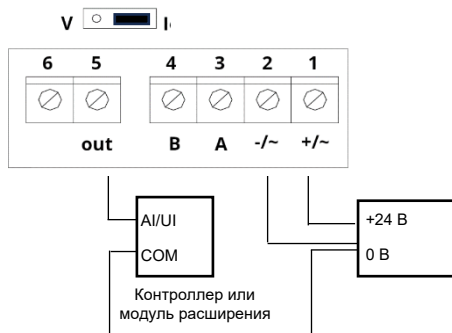 V I
6 5 4 3 2 1
out B A -/~ +/~
AI/UI
COM
+24 В
0 В
Контроллер или
модуль расширения